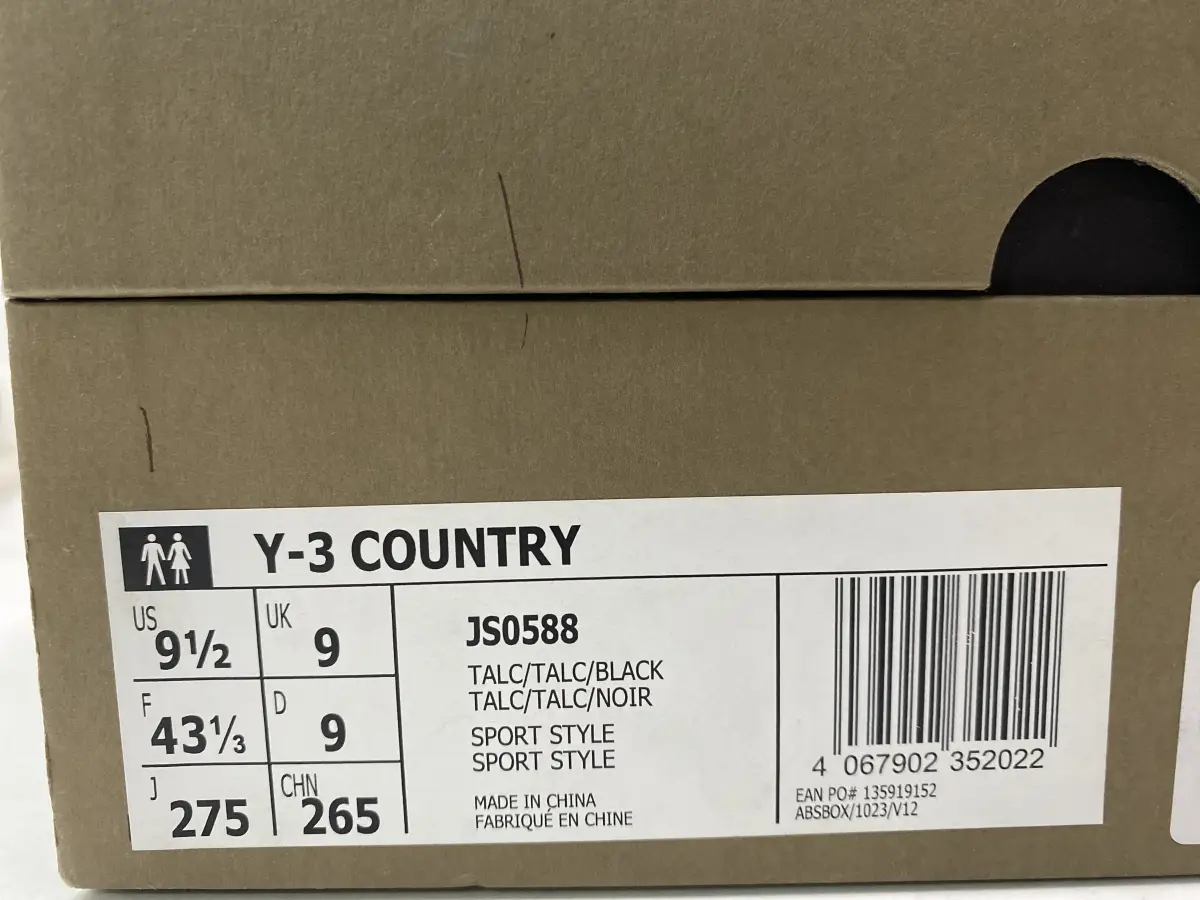 Y-3 COUNTRY
US 9½
UK 9
F 43⅓
D 9
J 275
CHN 265
JS0588
TALC/TALC/BLACK
TALC/TALC/NOIR
SPORT STYLE
SPORT STYLE
MADE IN CHINA
FABRIQUÉ EN CHINE
4 067902 352022
EAN PO# 135919152
ABSBOX/1023/V12